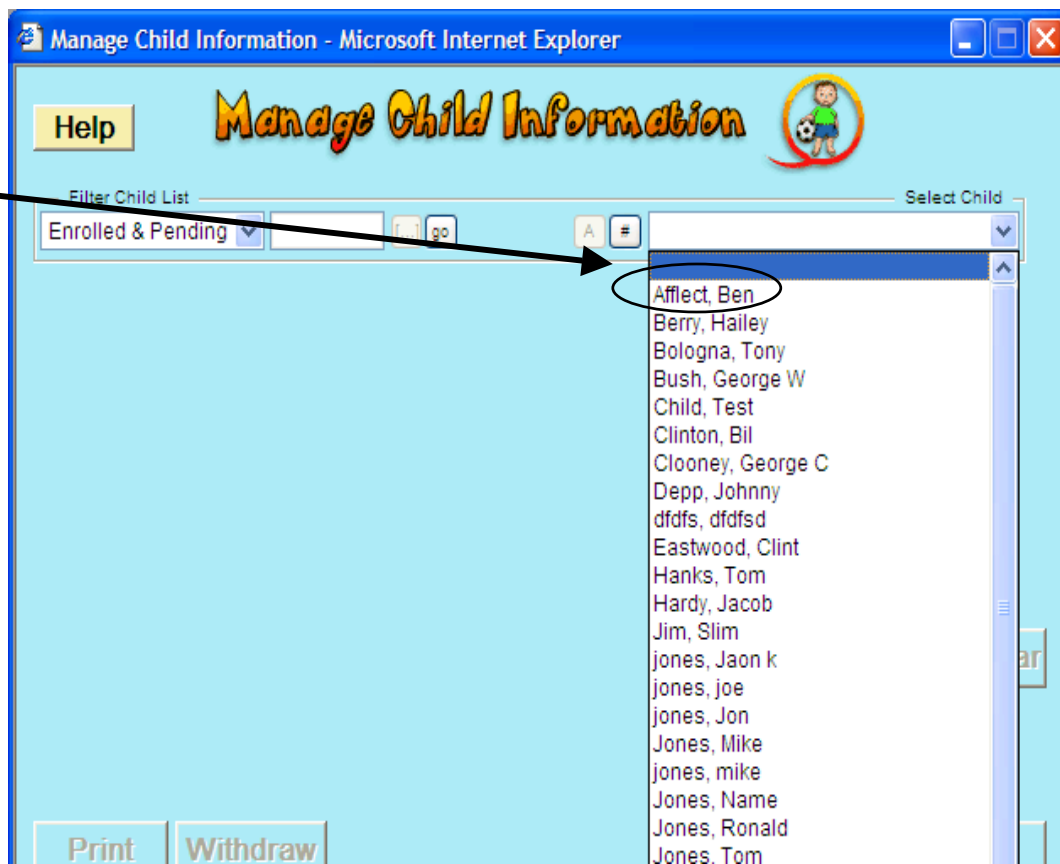 Manage Child Information - Microsoft Internet Explorer
Help
Manage Child Information
Filter Child List
Select Child
Enrolled & Pending
[...]
go
A
#
Afflect, Ben
Berry, Hailey
Bologna, Tony
Bush, George W
Child, Test
Clinton, Bil
Clooney, George C
Depp, Johnny
dfdfs, dfdfsd
Eastwood, Clint
Hanks, Tom
Hardy, Jacob
Jim, Slim
jones, Jaon k
jones, joe
jones, Jon
Jones, Mike
jones, mike
Jones, Name
Jones, Ronald
Jones, Tom
ar
Print
Withdraw